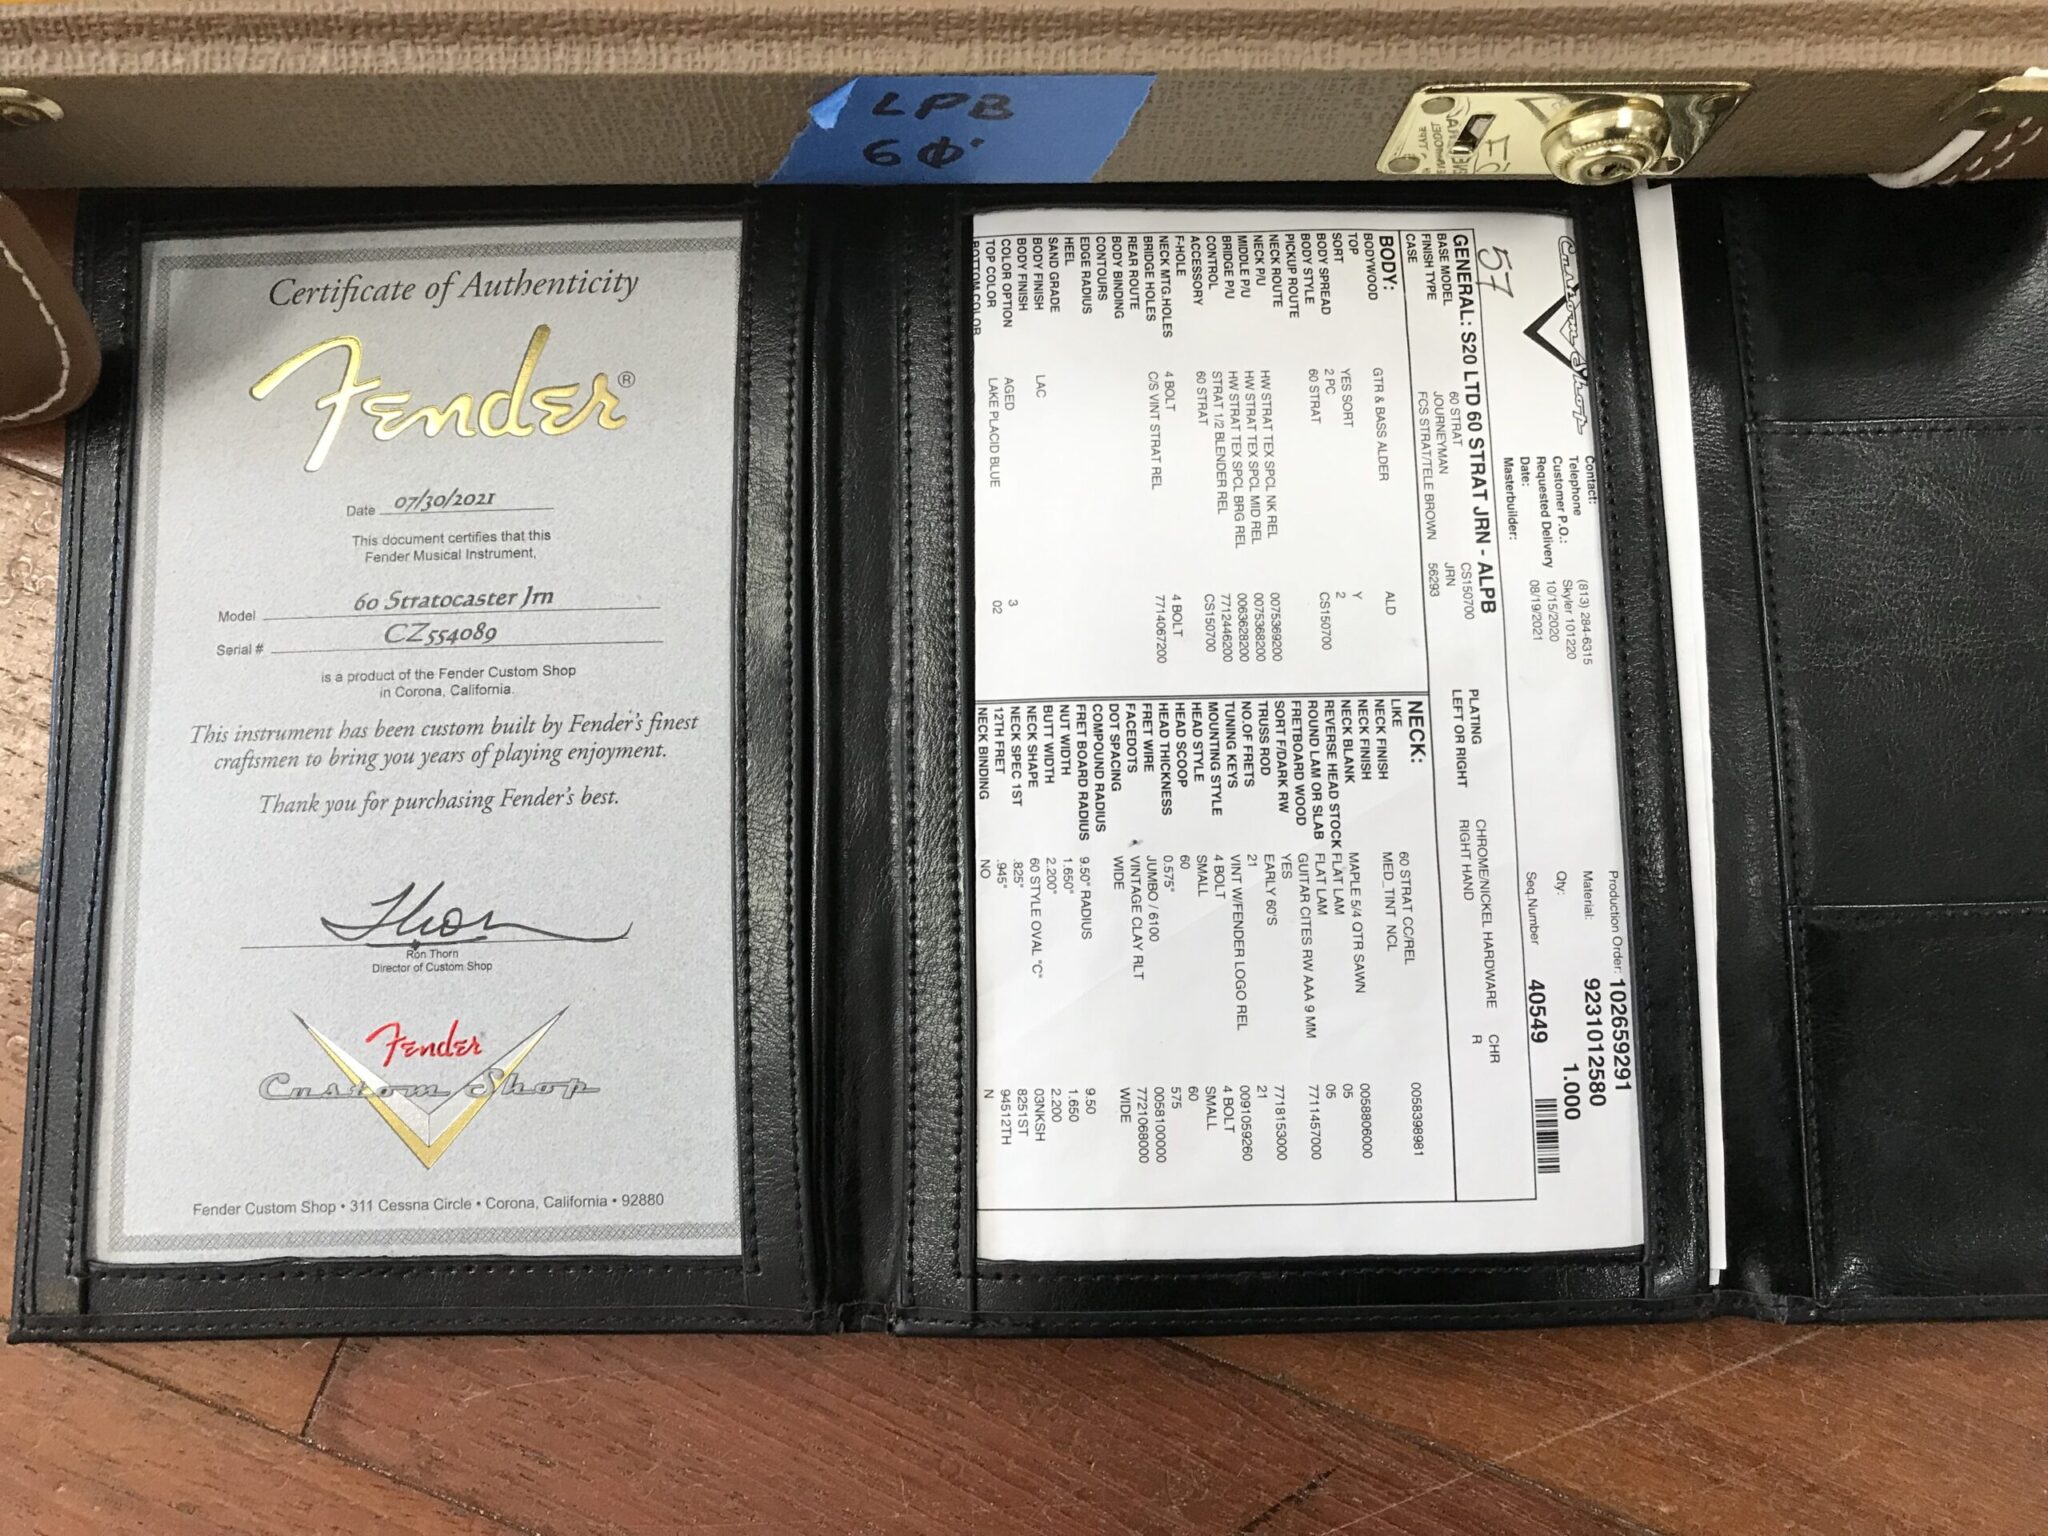 LPB
60'
Certificate of Authenticity
Fender®
Date 07/30/2021
This document certifies that this
Fender Musical Instrument,
Model 60 Stratocaster Jrn
Serial # CZ554089
is a product of the Fender Custom Shop
in Corona, California.
This instrument has been custom built by Fender's finest
craftsmen to bring you years of playing enjoyment.
Thank you for purchasing Fender's best.
Thorn
Ron Thorn
Director of Custom Shop
Fender
Custom Shop
Fender Custom Shop • 311 Cessna Circle • Corona, California • 92880
Custom Shop
57
Contact:
Telephone (813) 284-6315
Customer P.O.: Skyler 101220
Requested Delivery 10/15/2020
Date: 08/19/2021
Masterbuilder:
Production Order: 102659291
Material: 9231012580
Qty: 1.000
Seq.Number 40549
GENERAL: S20 LTD 60 STRAT JRN - ALPB
BASE MODEL 60 STRAT CS150700
FINISH TYPE JOURNEYMAN JRN
CASE FCS STRAT/TELE BROWN 56293
PLATING CHROME/NICKEL HARDWARE CHR
LEFT OR RIGHT RIGHT HAND R
BODY:
BODYWOOD GTR & BASS ALDER ALD
TOP
SORT YES SORT Y
BODY SPREAD 2 PC 2
BODY STYLE 60 STRAT CS150700
PICKUP ROUTE
NECK ROUTE
NECK P/U HW STRAT TEX SPCL NK REL 0075369200
MIDDLE P/U HW STRAT TEX SPCL MID REL 0075368200
BRIDGE P/U HW STRAT TEX SPCL BRG REL 0063628200
CONTROL STRAT 1/2 BLENDER REL 7712446200
ACCESSORY 60 STRAT CS150700
F-HOLE
NECK MTG.HOLES 4 BOLT 4 BOLT
BRIDGE HOLES C/S VINT STRAT REL 7714067200
REAR ROUTE
BODY BINDING
CONTOURS
EDGE RADIUS
HEEL
SAND GRADE
BODY FINISH LAC
BODY FINISH
COLOR OPTION AGED 3
TOP COLOR LAKE PLACID BLUE 02
BOTTOM COLOR
NECK:
LIKE 60 STRAT CC/REL 0058398981
NECK FINISH MED_TINT NCL
NECK FINISH
NECK BLANK MAPLE 5/4 QTR SAWN 0058806000
REVERSE HEAD STOCK FLAT LAM 05
ROUND LAM OR SLAB FLAT LAM 05
FRETBOARD WOOD GUITAR CITES RW AAA 9 MM 7711457000
SORT F/DARK RW YES
TRUSS ROD EARLY 60'S 7718153000
NO.OF FRETS 21 21
TUNING KEYS VINT W/FENDER LOGO REL 0091059260
MOUNTING STYLE 4 BOLT 4 BOLT
HEAD STYLE SMALL SMALL
HEAD SCOOP 60 60
HEAD THICKNESS 0.575" 575
FRET WIRE JUMBO / 6100 0058100000
FACEDOTS VINTAGE CLAY RLT 7721068000
DOT SPACING WIDE WIDE
COMPOUND RADIUS
FRET BOARD RADIUS 9.50" RADIUS 9.50
NUT WIDTH 1.650" 1.650
BUTT WIDTH 2.200" 2.200
NECK SHAPE 60 STYLE OVAL "C" 03NKSH
NECK SPEC 1ST .825" 8251ST
12TH FRET .945" 94512TH
NECK BINDING NO N